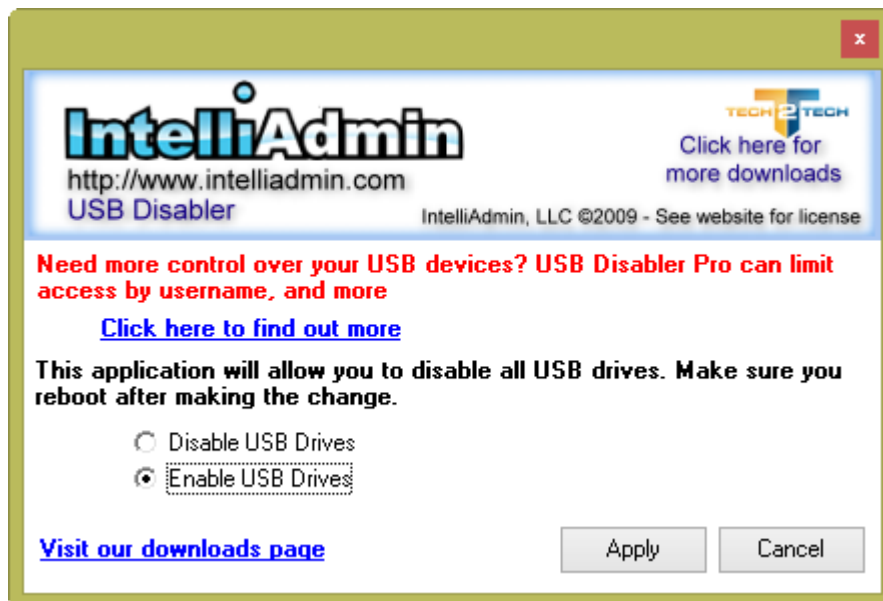 x
IntelliAdmin
http://www.intelliadmin.com
USB Disabler
TECH2TECH
Click here for
more downloads
IntelliAdmin, LLC ©2009 - See website for license
Need more control over your USB devices? USB Disabler Pro can limit
access by username, and more
Click here to find out more
This application will allow you to disable all USB drives. Make sure you
reboot after making the change.
Disable USB Drives
Enable USB Drives
Visit our downloads page
Apply
Cancel